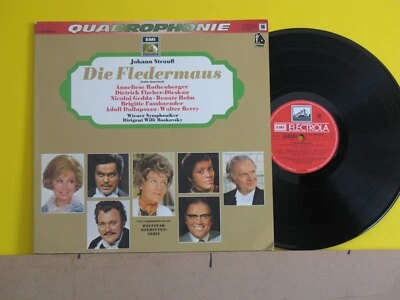 QUADROPHONIE
EMI
Johann Strauß
Die Fledermaus
Anneliese Rothenberger
Dietrich Fischer-Dieskau
Nicolai Gedda · Renate Holm
Brigitte Fassbaender
Adolf Dallapozza · Walter Berry
Wiener Symphoniker
Dirigent Willi Boskovsky
EMI ELECTROLA